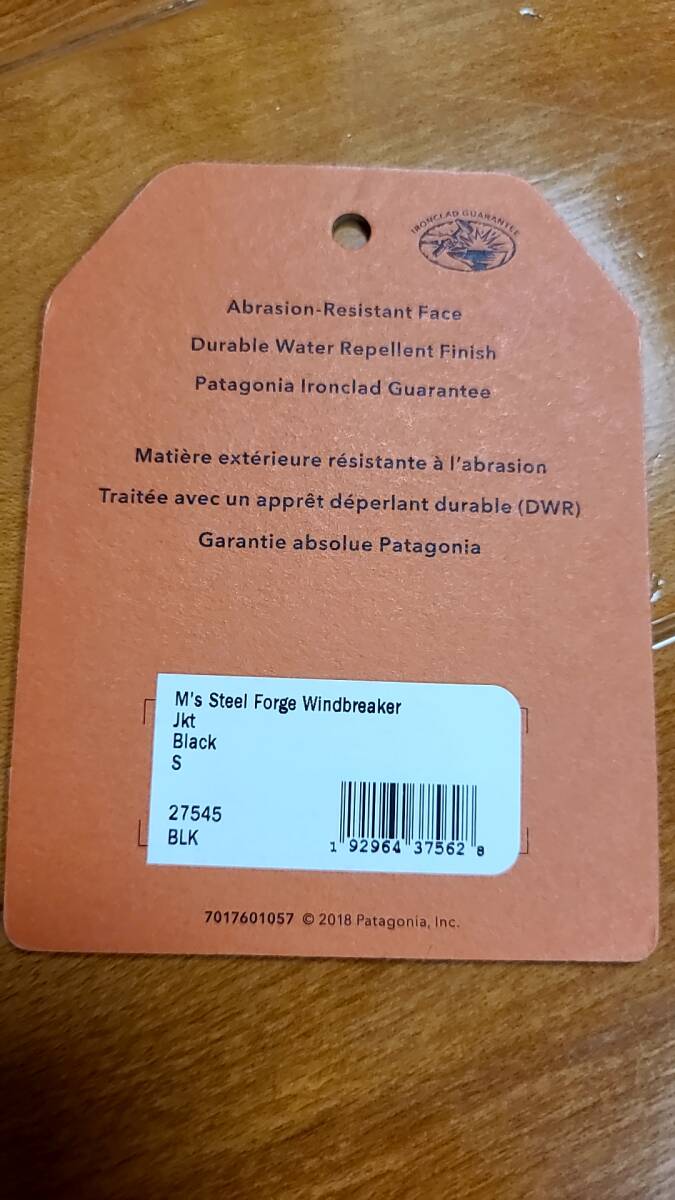 IRONCLAD GUARANTEE
Abrasion-Resistant Face
Durable Water Repellent Finish
Patagonia Ironclad Guarantee
Matière extérieure résistante à l'abrasion
Traitée avec un apprêt déperlant durable (DWR)
Garantie absolue Patagonia
M's Steel Forge Windbreaker
Jkt
Black
S
27545
BLK
1 92964 37562 8
7017601057 © 2018 Patagonia, Inc.